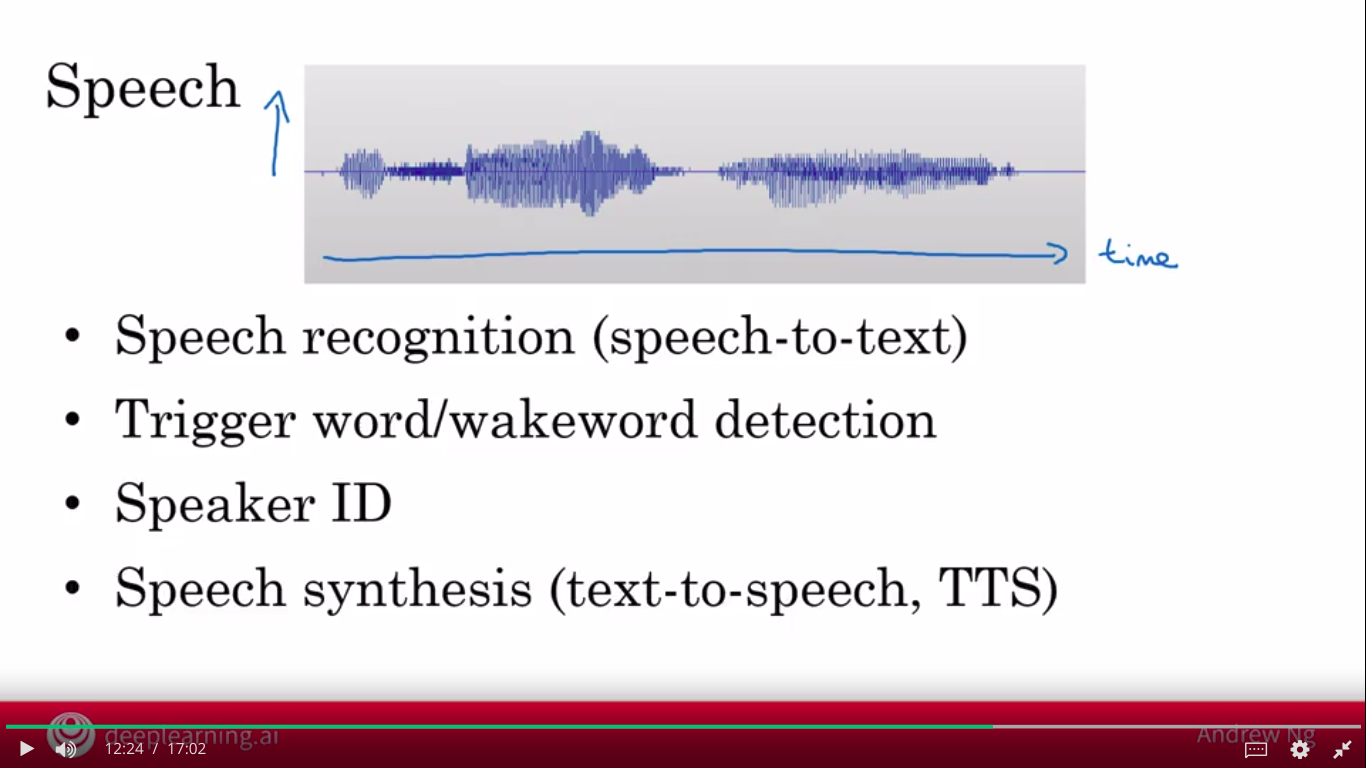 Speech
time
• Speech recognition (speech-to-text)
• Trigger word/wakeword detection
• Speaker ID
• Speech synthesis (text-to-speech, TTS)
deeplearning.ai
Andrew Ng
12:24 / 17:02